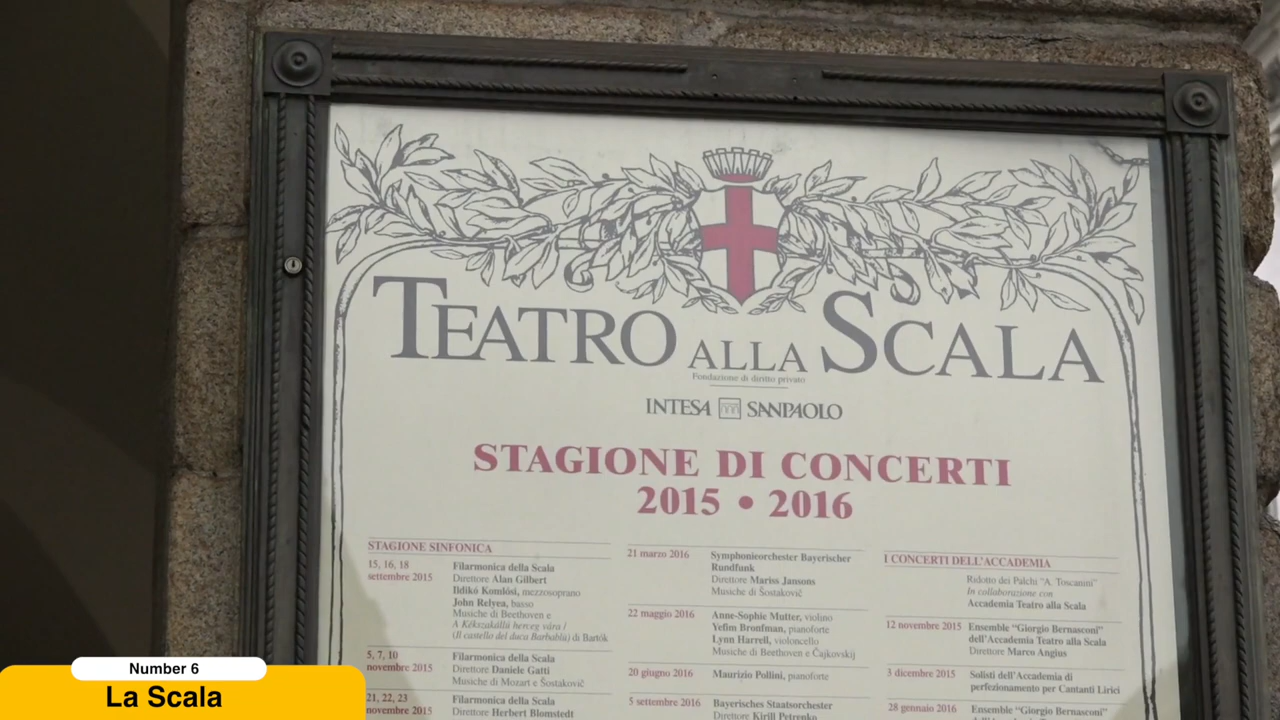 TEATRO ALLA SCALA
Fondazione di diritto privato
INTESA SANPAOLO
STAGIONE DI CONCERTI
2015 • 2016
STAGIONE SINFONICA
15, 16, 18
settembre 2015
Filarmonica della Scala
Direttore Alan Gilbert
Ildikó Komlósi, mezzosoprano
John Relyea, basso
Musiche di Beethoven e
A Kékszakállú herceg vára /
(Il castello del duca Barbablù) di Bartók
5, 7, 10
novembre 2015
Filarmonica della Scala
Direttore Daniele Gatti
Musiche di Mozart e Šostakovič
21, 22, 23
novembre 2015
Filarmonica della Scala
Direttore Herbert Blomstedt
21 marzo 2016
Symphonieorchester Bayerischer
Rundfunk
Direttore Mariss Jansons
Musiche di Šostakovič
22 maggio 2016
Anne-Sophie Mutter, violino
Yefim Bronfman, pianoforte
Lynn Harrell, violoncello
Musiche di Beethoven e Čajkovskij
20 giugno 2016
Maurizio Pollini, pianoforte
5 settembre 2016
Bayerisches Staatsorchester
Direttore Kirill Petrenko
I CONCERTI DELL'ACCADEMIA
Ridotto dei Palchi "A. Toscanini"
In collaborazione con
Accademia Teatro alla Scala
12 novembre 2015
Ensemble "Giorgio Bernasconi"
dell'Accademia Teatro alla Scala
Direttore Marco Angius
3 dicembre 2015
Solisti dell'Accademia di
perfezionamento per Cantanti Lirici
28 gennaio 2016
Ensemble "Giorgio Bernasconi"
Number 6
La Scala